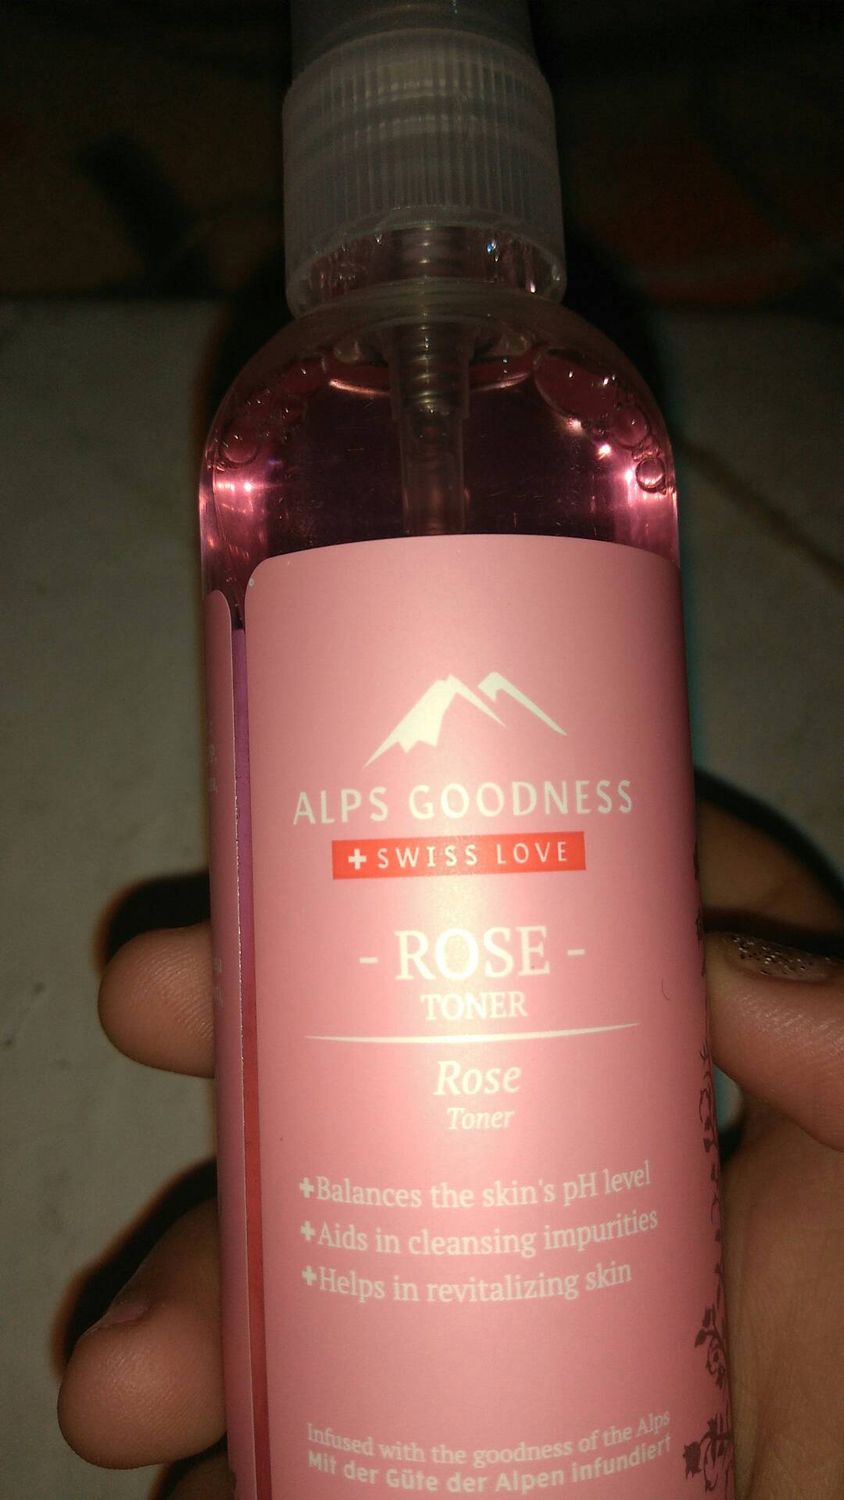 ALPS GOODNESS
+ SWISS LOVE
- ROSE -
TONER
Rose
Toner
+Balances the skin's pH level
+Aids in cleansing impurities
+Helps in revitalizing skin
Infused with the goodness of the Alps
Mit der Güte der Alpen infundiert